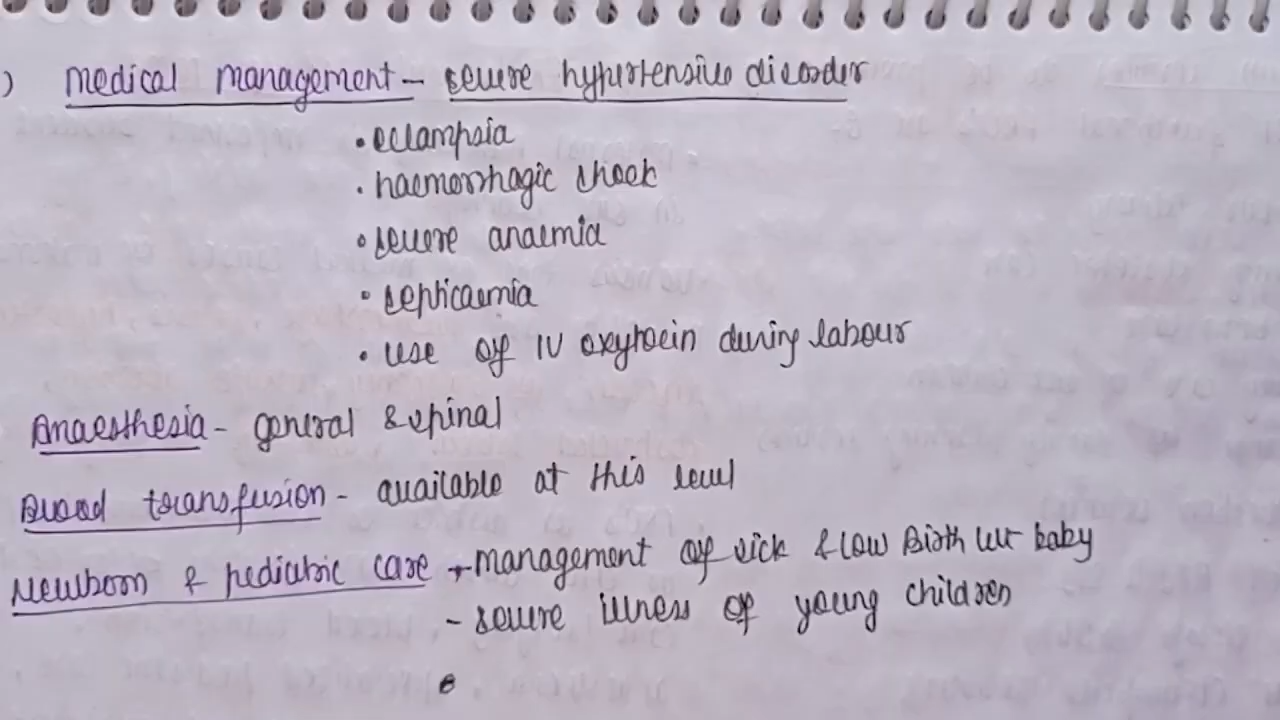 ) Medical management - severe hypertensive disorder
• eclampsia
• haemorrhagic shock
• severe anaemia
• septicaemia
• use of IV oxytocin during labour
Anaesthesia - general & spinal
Blood transfusion - available at this level
Newborn & pediatric care - management of sick & low Birth wt baby
- severe illness of young children